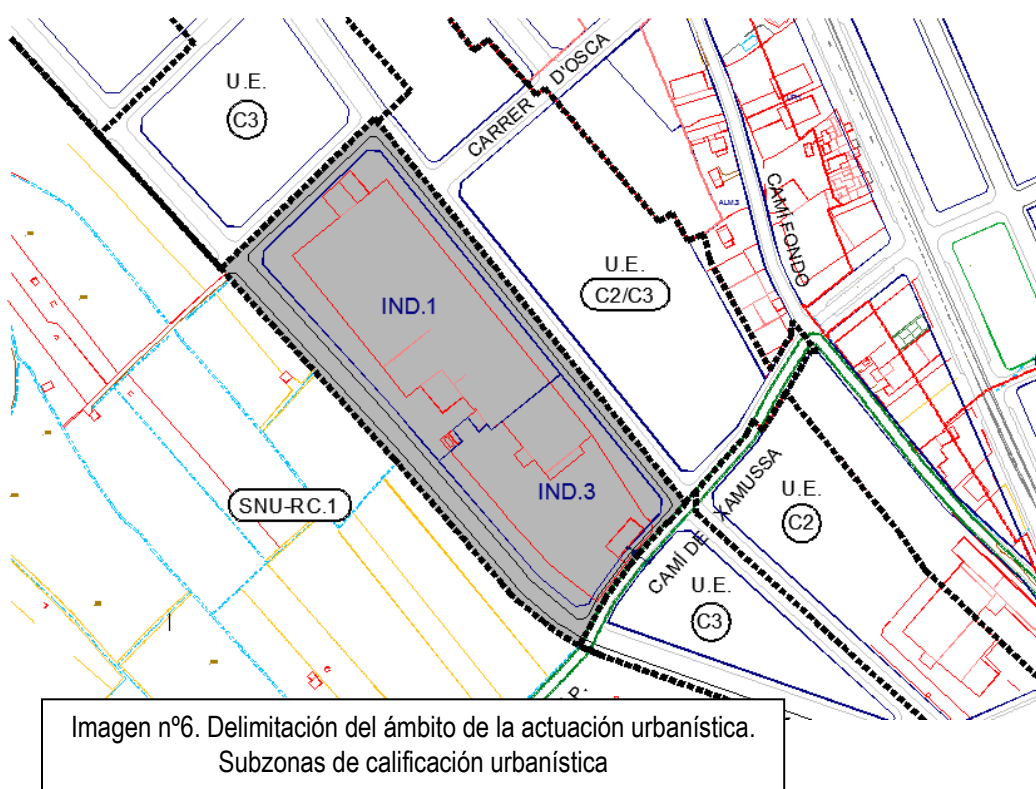 U.E.
C3
CARRER D'OSCA
CAMÍ FONDO
ALM.3
U.E.
C2/C3
IND.1
IND.3
SNU-RC.1
CAMÍ DE XAMUSSA
U.E.
C2
U.E.
C3
Imagen nº6. Delimitación del ámbito de la actuación urbanística.
Subzonas de calificación urbanística